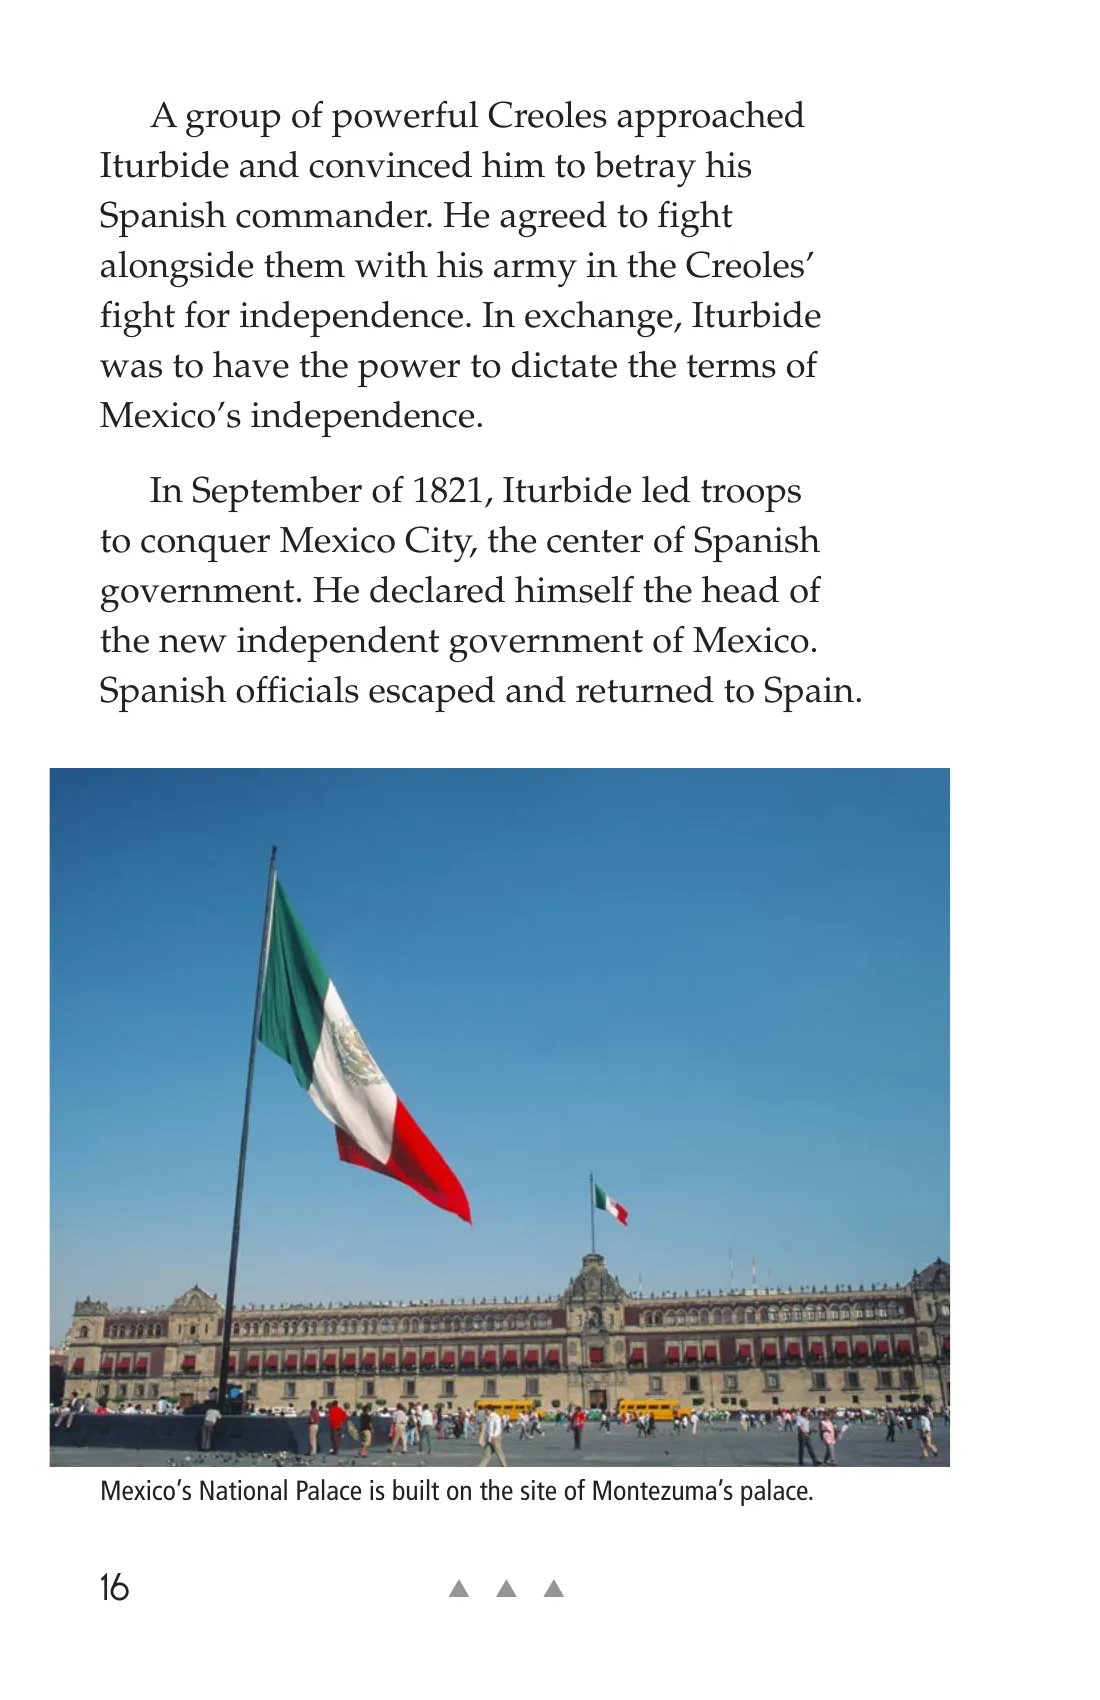 A group of powerful Creoles approached
Iturbide and convinced him to betray his
Spanish commander. He agreed to fight
alongside them with his army in the Creoles’
fight for independence. In exchange, Iturbide
was to have the power to dictate the terms of
Mexico’s independence.
In September of 1821, Iturbide led troops
to conquer Mexico City, the center of Spanish
government. He declared himself the head of
the new independent government of Mexico.
Spanish officials escaped and returned to Spain.
Mexico’s National Palace is built on the site of Montezuma’s palace.
16